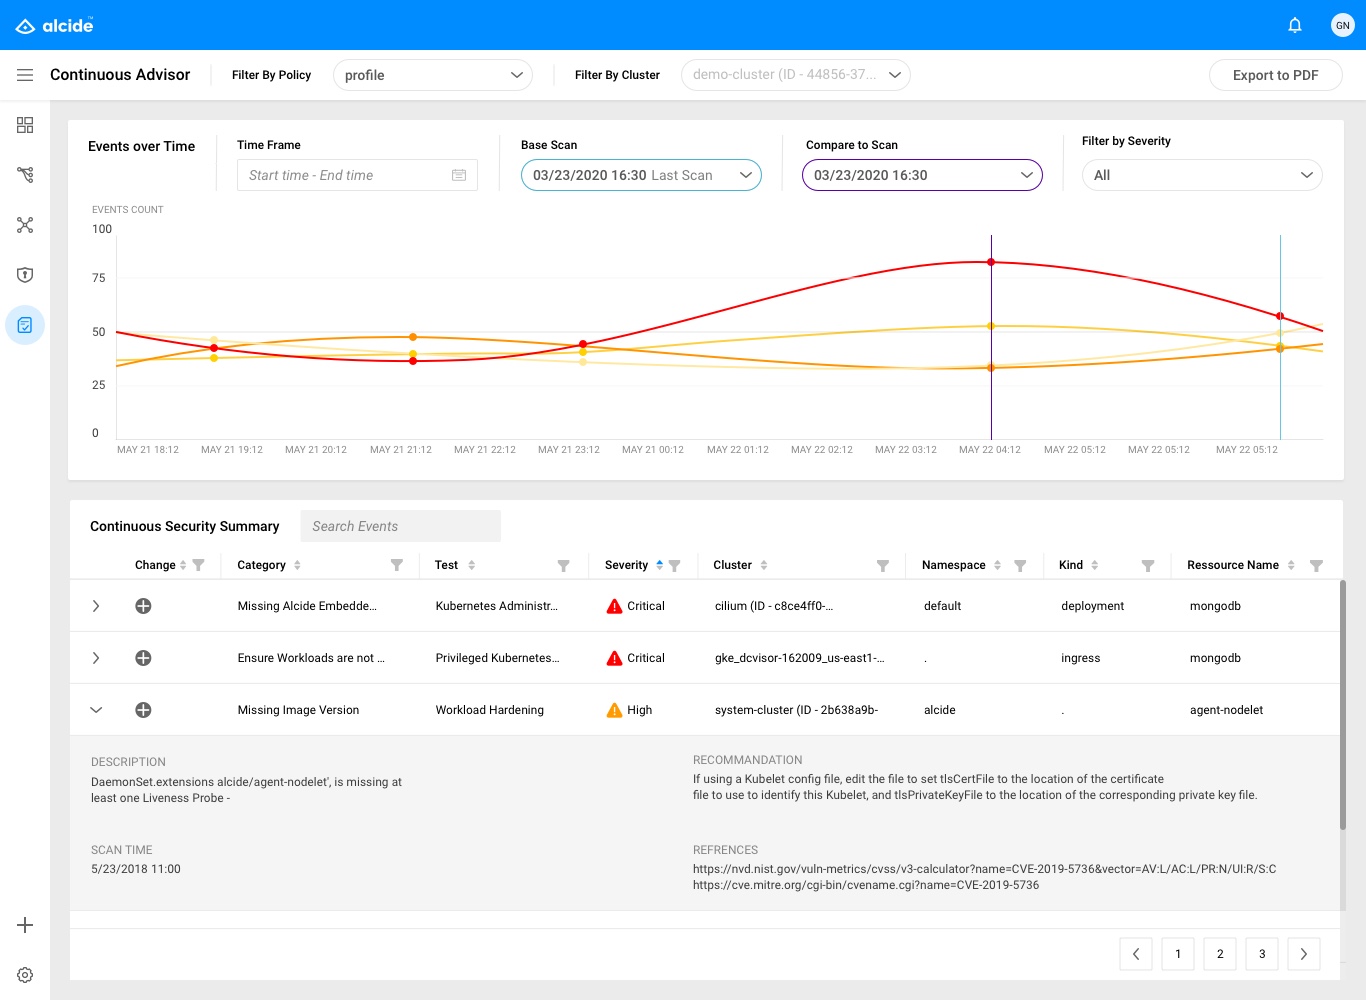 alcide™
GN
Continuous Advisor
Filter By Policy
profile
Filter By Cluster
demo-cluster (ID - 44856-37...
Export to PDF
Events over Time
Time Frame
Start time - End time
Base Scan
03/23/2020 16:30 Last Scan
Compare to Scan
03/23/2020 16:30
Filter by Severity
All
EVENTS COUNT
100
75
50
25
0
MAY 21 18:12 MAY 21 19:12 MAY 21 20:12 MAY 21 21:12 MAY 22 22:12 MAY 21 23:12 MAY 21 00:12 MAY 22 01:12 MAY 22 02:12 MAY 22 03:12 MAY 22 04:12 MAY 22 05:12 MAY 22 05:12 MAY 22 05:12
Continuous Security Summary
Search Events
Change Category Test Severity Cluster Namespace Kind Ressource Name
Missing Alcide Embedde... Kubernetes Administr... Critical cilium (ID - c8ce4ff0-... default deployment mongodb
Ensure Workloads are not ... Privileged Kubernetes... Critical gke_dcvisor-162009_us-east1-... . ingress mongodb
Missing Image Version Workload Hardening High system-cluster (ID - 2b638a9b- alcide . agent-nodelet
DESCRIPTION
DaemonSet.extensions alcide/agent-nodelet', is missing at
least one Liveness Probe -
RECOMMANDATION
If using a Kubelet config file, edit the file to set tlsCertFile to the location of the certificate
file to use to identify this Kubelet, and tlsPrivateKeyFile to the location of the corresponding private key file.
SCAN TIME
5/23/2018 11:00
REFRENCES
https://nvd.nist.gov/vuln-metrics/cvss/v3-calculator?name=CVE-2019-5736&vector=AV:L/AC:L/PR:N/UI:R/S:C
https://cve.mitre.org/cgi-bin/cvename.cgi?name=CVE-2019-5736
1 2 3